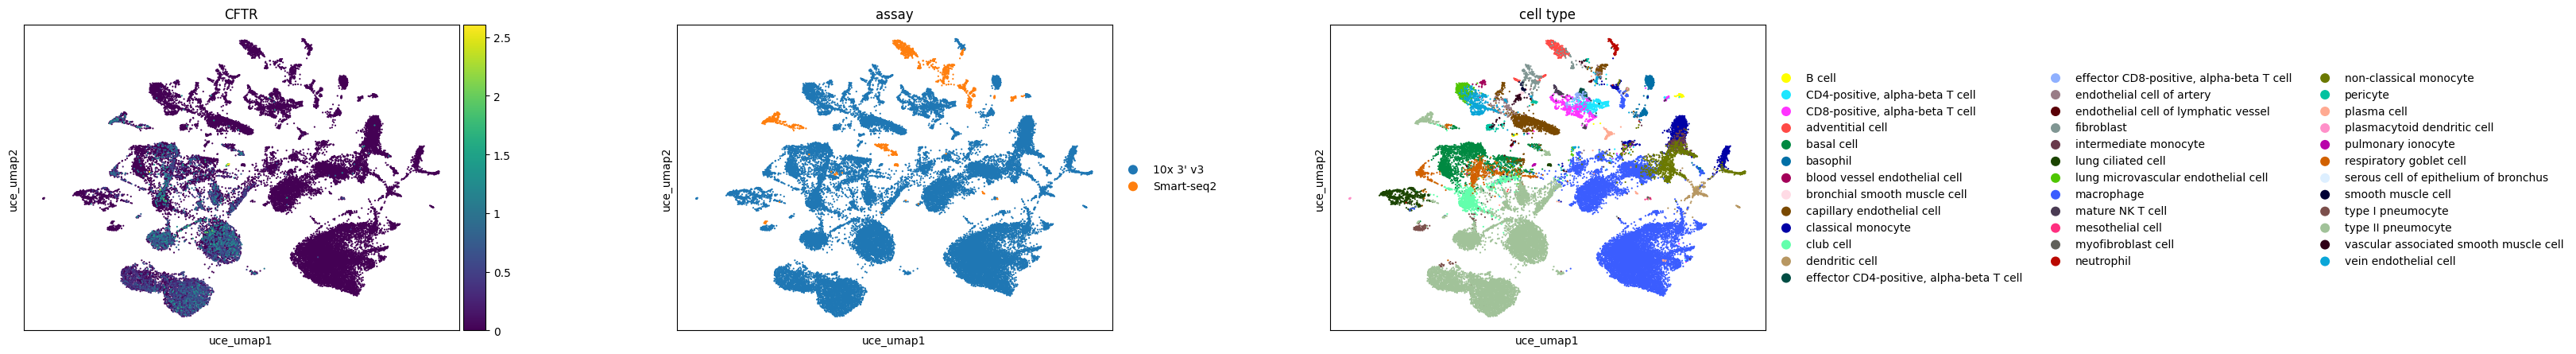 CFTR
uce_umap2
uce_umap1
2.5
2
1.5
1
0.5
0
assay
uce_umap2
uce_umap1
10x 3' v3
Smart-seq2
cell type
uce_umap2
uce_umap1
B cell
CD4-positive, alpha-beta T cell
CD8-positive, alpha-beta T cell
adventitial cell
basal cell
basophil
blood vessel endothelial cell
bronchial smooth muscle cell
capillary endothelial cell
classical monocyte
club cell
dendritic cell
effector CD4-positive, alpha-beta T cell
effector CD8-positive, alpha-beta T cell
endothelial cell of artery
endothelial cell of lymphatic vessel
fibroblast
intermediate monocyte
lung ciliated cell
lung microvascular endothelial cell
macrophage
mature NK T cell
mesothelial cell
myofibroblast cell
neutrophil
non-classical monocyte
pericyte
plasma cell
plasmacytoid dendritic cell
pulmonary ionocyte
respiratory goblet cell
serous cell of epithelium of bronchus
smooth muscle cell
type I pneumocyte
type II pneumocyte
vascular associated smooth muscle cell
vein endothelial cell